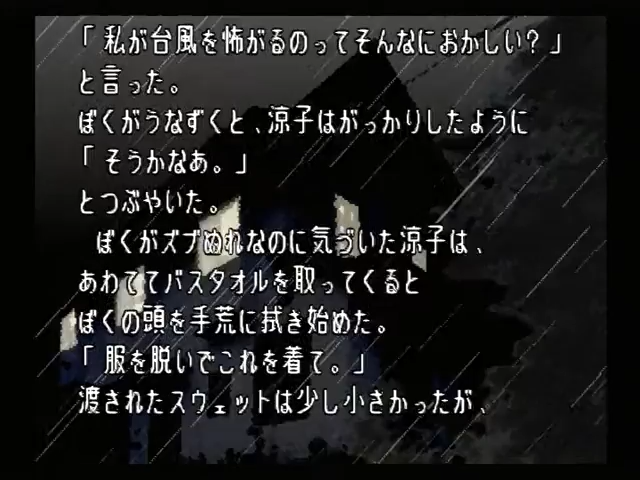 「私が台風を怖がるのってそんなにおかしい？」
と言った。
ぼくがうなずくと、涼子はがっかりしたように
「そうかなあ。」
とつぶやいた。
ぼくがズブぬれなのに気づいた涼子は、
あわててバスタオルを取ってくると
ぼくの頭を手荒に拭き始めた。
「服を脱いでこれを着て。」
渡されたスウェットは少し小さかったが、